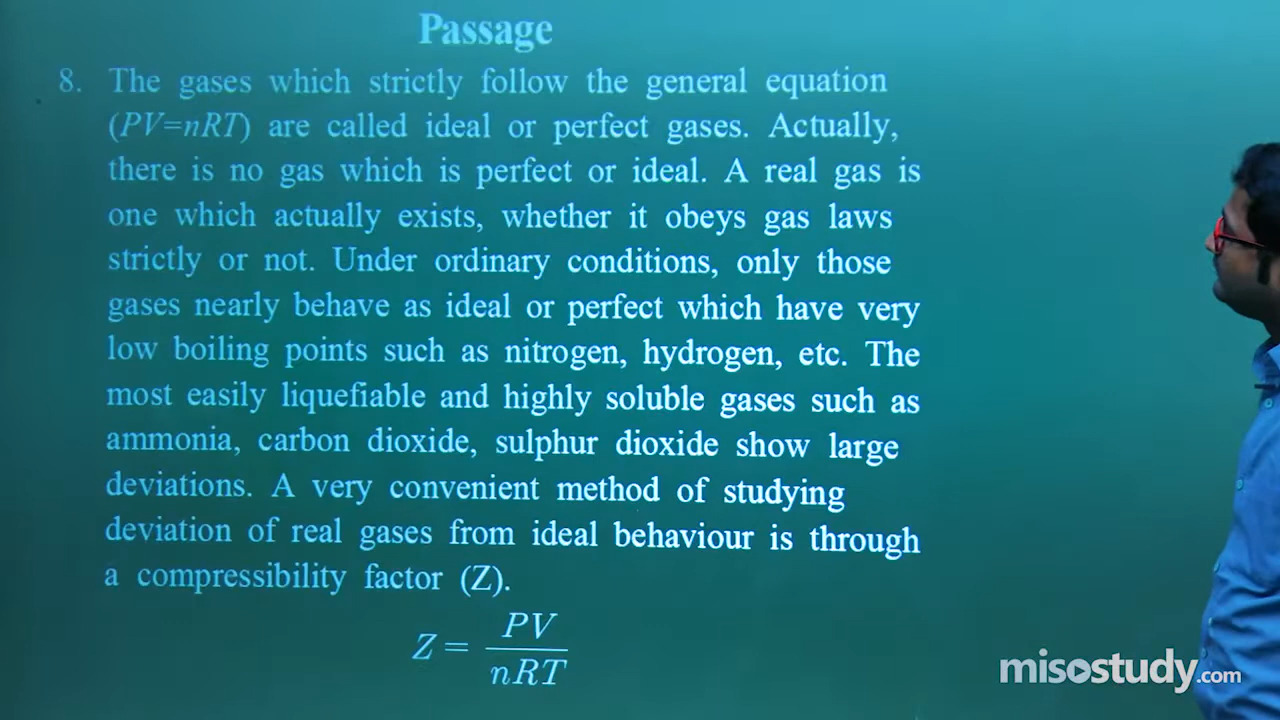 Passage
8. The gases which strictly follow the general equation
(PV=nRT) are called ideal or perfect gases. Actually,
there is no gas which is perfect or ideal. A real gas is
one which actually exists, whether it obeys gas laws
strictly or not. Under ordinary conditions, only those
gases nearly behave as ideal or perfect which have very
low boiling points such as nitrogen, hydrogen, etc. The
most easily liquefiable and highly soluble gases such as
ammonia, carbon dioxide, sulphur dioxide show large
deviations. A very convenient method of studying
deviation of real gases from ideal behaviour is through
a compressibility factor (Z).
Z = PV / nRT
misostudy.com